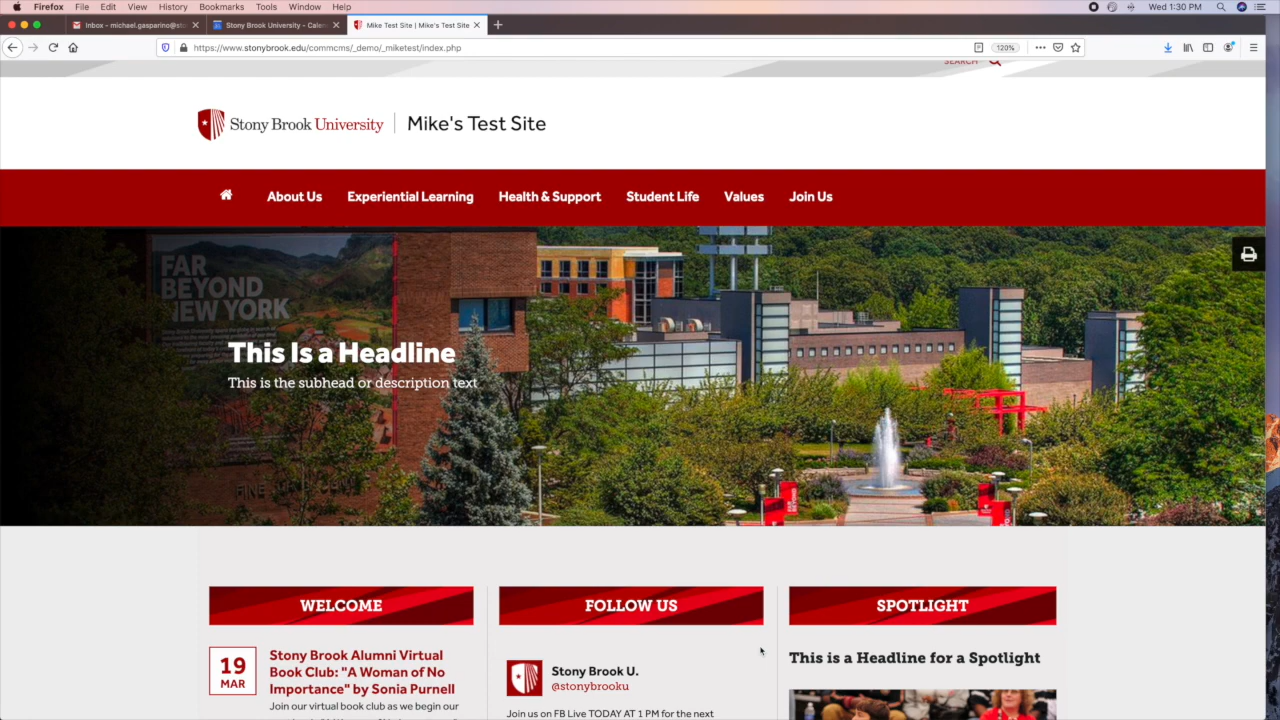 Firefox File Edit View History Bookmarks Tools Window Help
Wed 1:30 PM
Inbox - michael.gasparino@sto
Stony Brook University - Calen
Mike Test Site | Mike's Test Site
https://www.stonybrook.edu/commcms/_demo/_miketest/index.php
120%
SEARCH
Stony Brook University
Mike's Test Site
About Us Experiential Learning Health & Support Student Life Values Join Us
FAR
BEYOND
NEW YORK
This Is a Headline
This is the subhead or description text
FAR
BEYOND
WELCOME
FOLLOW US
SPOTLIGHT
19
MAR
Stony Brook Alumni Virtual
Book Club: "A Woman of No
Importance" by Sonia Purnell
Join our virtual book club as we begin our
Stony Brook U.
@stonybrooku
Join us on FB Live TODAY AT 1 PM for the next
This is a Headline for a Spotlight